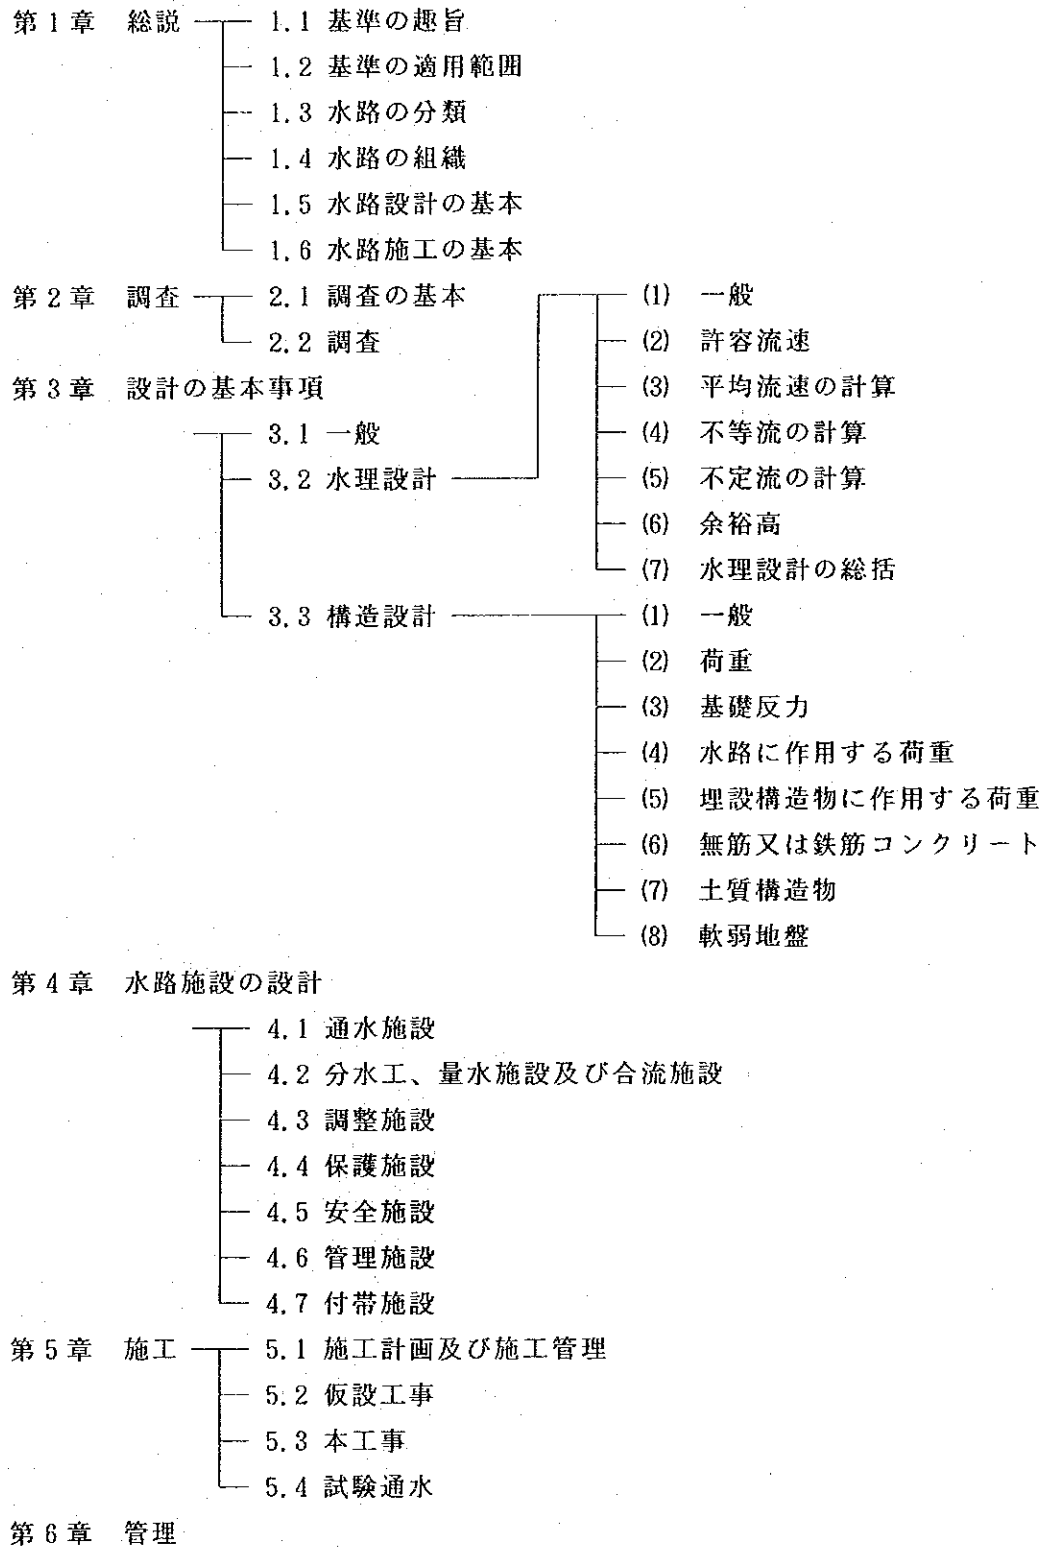 第1章 総説 1.1 基準の趣旨
1.2 基準の適用範囲
1.3 水路の分類
1.4 水路の組織
1.5 水路設計の基本
1.6 水路施工の基本
第2章 調査 2.1 調査の基本
2.2 調査
第3章 設計の基本事項
3.1 一般
3.2 水理設計
(1) 一般
(2) 許容流速
(3) 平均流速の計算
(4) 不等流の計算
(5) 不定流の計算
(6) 余裕高
(7) 水理設計の総括
3.3 構造設計
(1) 一般
(2) 荷重
(3) 基礎反力
(4) 水路に作用する荷重
(5) 埋設構造物に作用する荷重
(6) 無筋又は鉄筋コンクリート
(7) 土質構造物
(8) 軟弱地盤
第4章 水路施設の設計
4.1 通水施設
4.2 分水工、量水施設及び合流施設
4.3 調整施設
4.4 保護施設
4.5 安全施設
4.6 管理施設
4.7 付帯施設
第5章 施工 5.1 施工計画及び施工管理
5.2 仮設工事
5.3 本工事
5.4 試験通水
第6章 管理